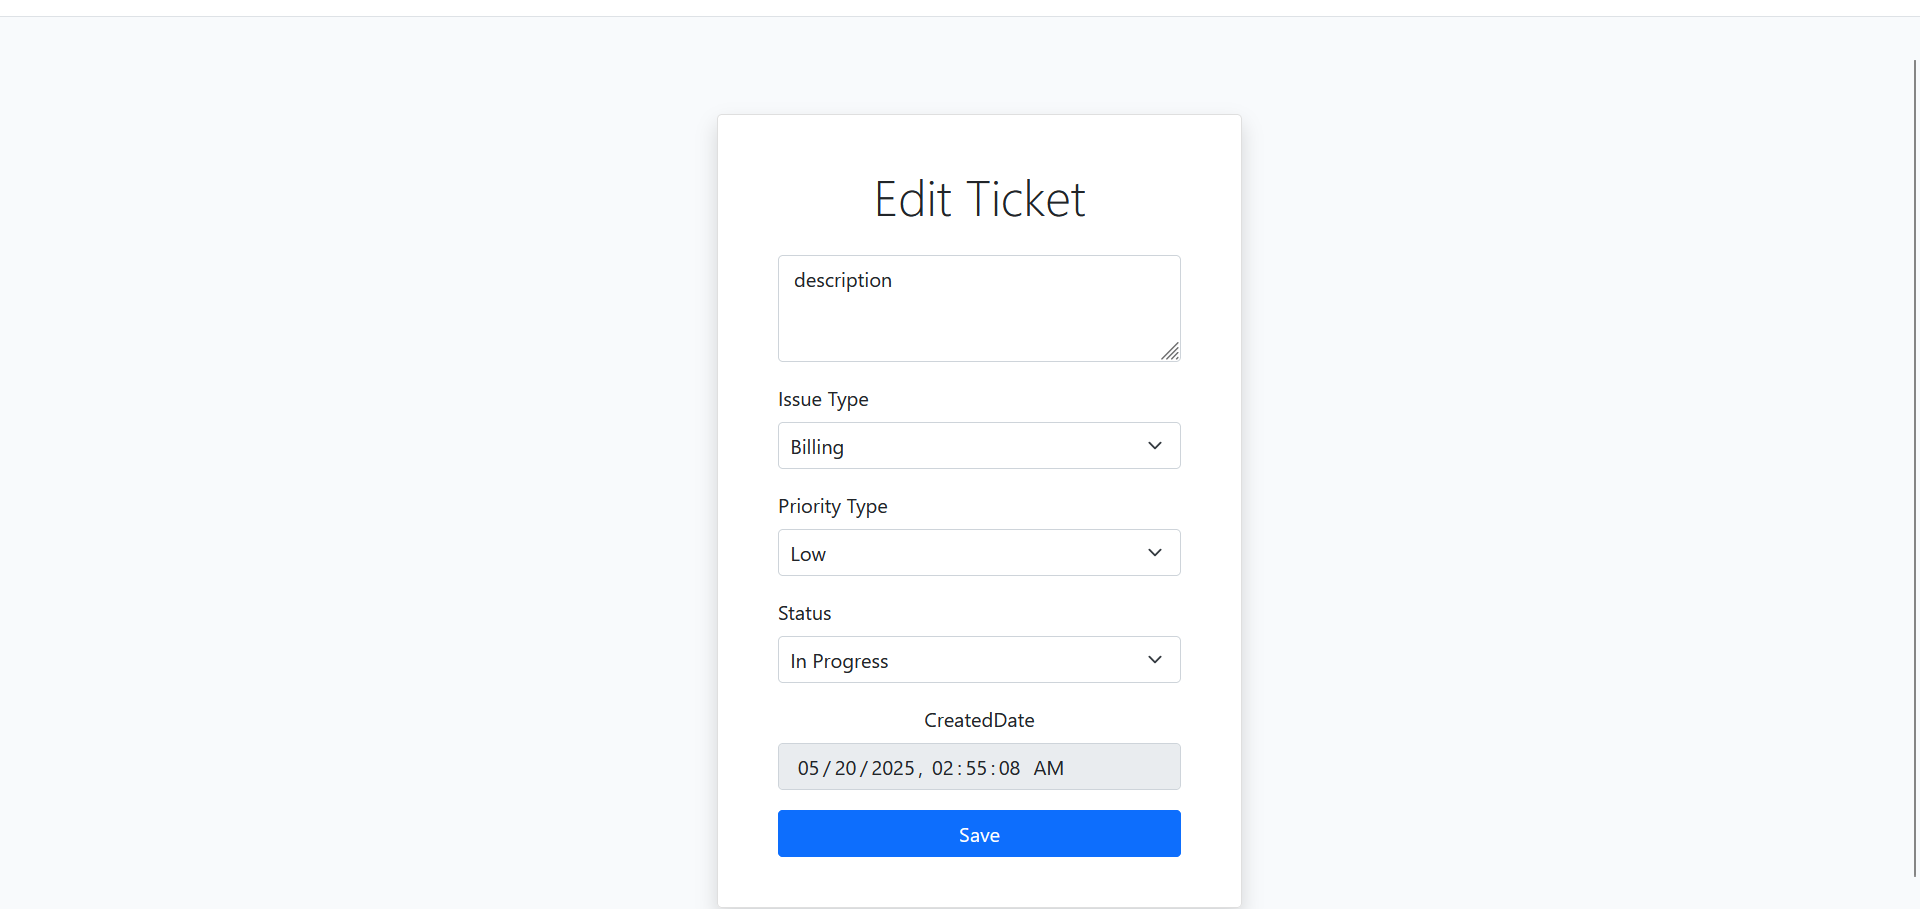 Edit Ticket
description
Issue Type
Billing
Priority Type
Low
Status
In Progress
CreatedDate
05/20/2025, 02:55:08 AM
Save